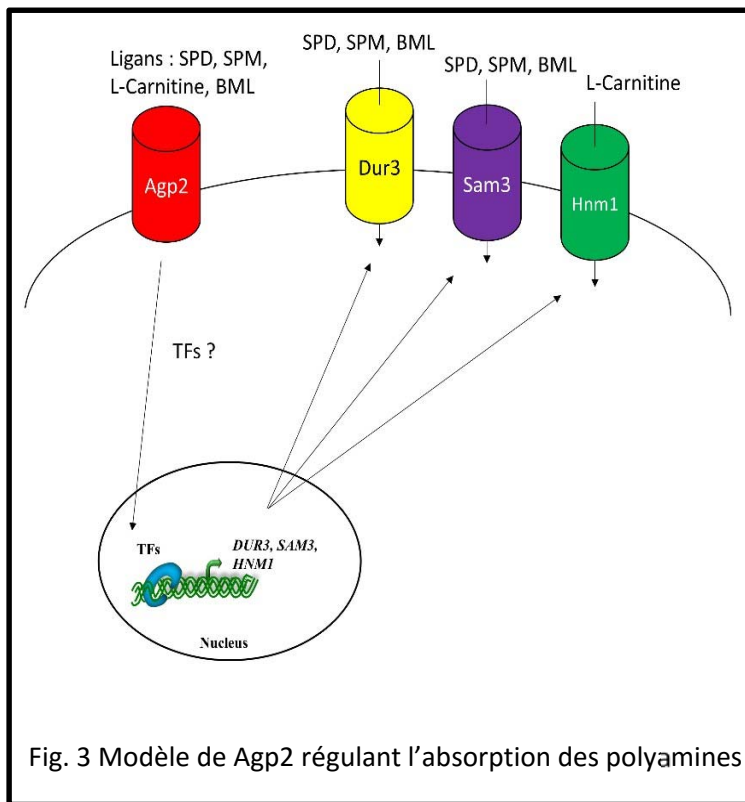 Ligans : SPD, SPM,
L-Carnitine, BML
SPD, SPM, BML
SPD, SPM, BML
L-Carnitine
Agp2
Dur3
Sam3
Hnm1
TFs ?
TFs
DUR3, SAM3,
HNM1
Nucleus
Fig. 3 Modèle de Agp2 régulant l’absorption des polyamines